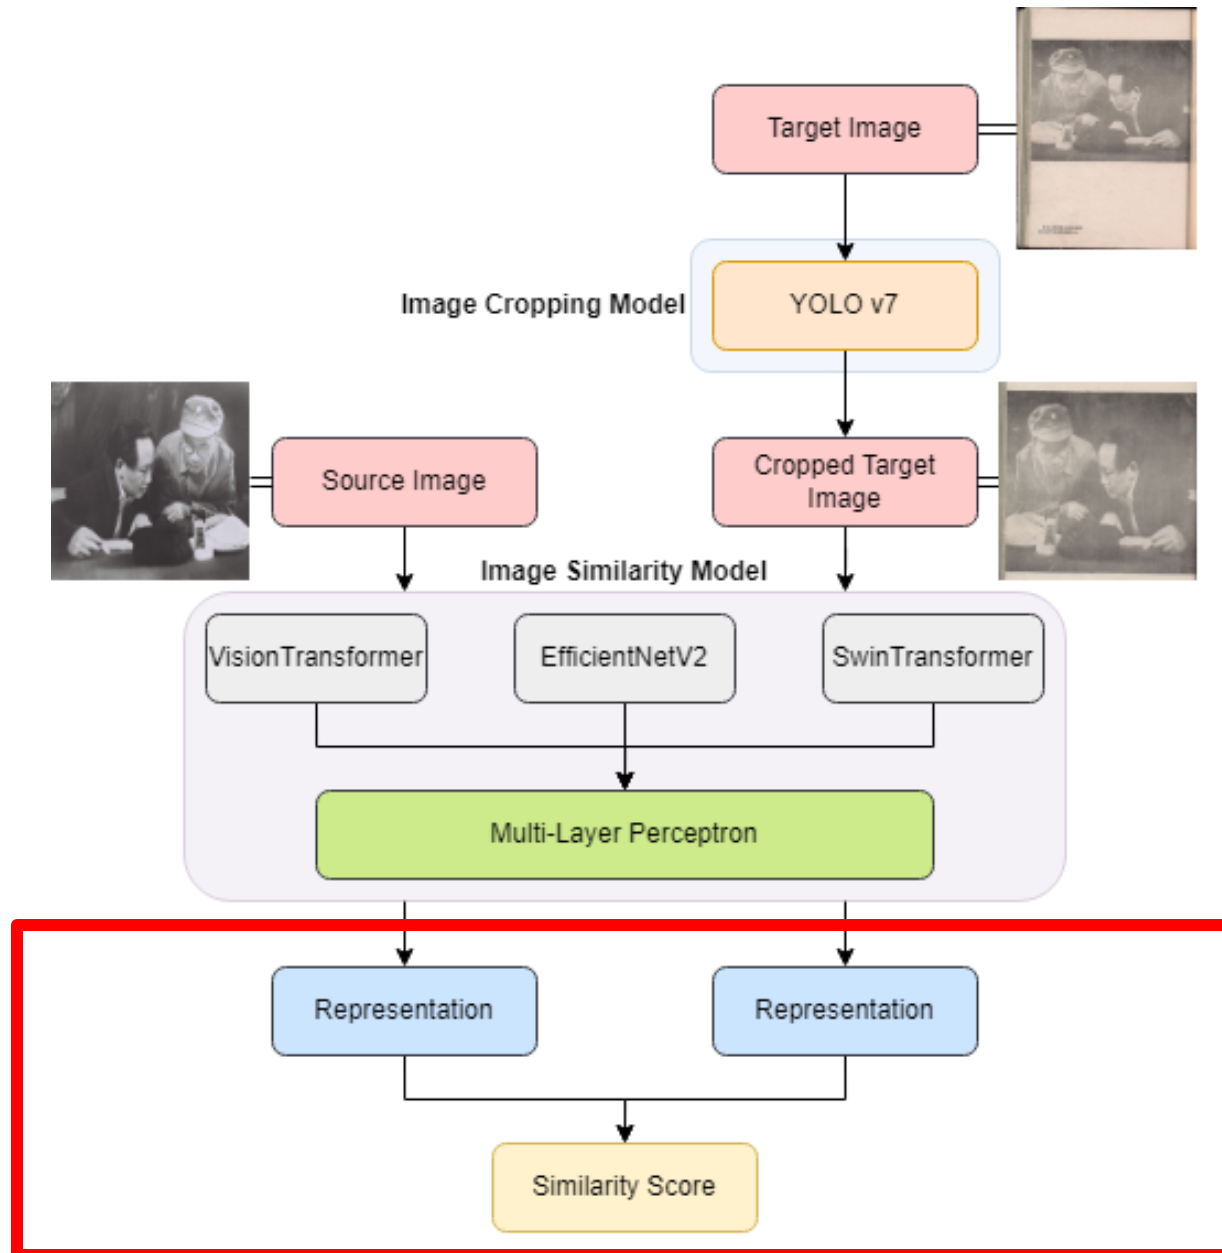 Target Image
Image Cropping Model
YOLO v7
Source Image
Cropped Target
Image
Image Similarity Model
VisionTransformer
EfficientNetV2
SwinTransformer
Multi-Layer Perceptron
Representation
Representation
Similarity Score